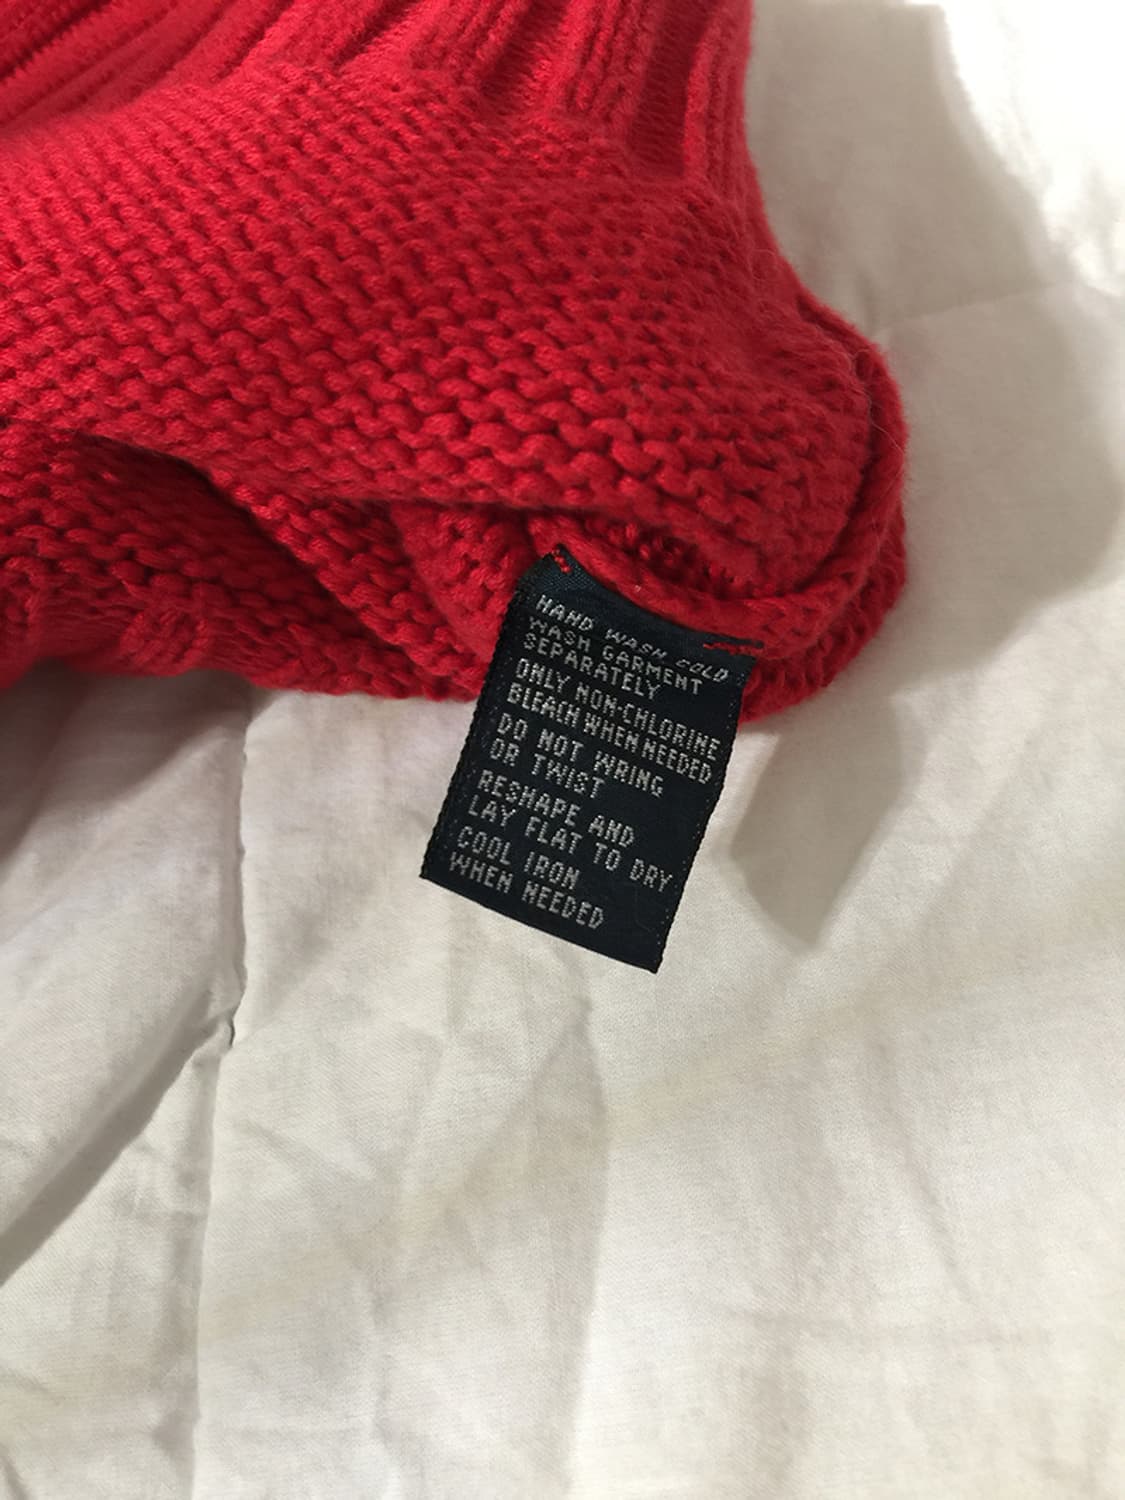 HAND WASH COLD
WASH GARMENT
SEPARATELY
ONLY NON-CHLORINE
BLEACH WHEN NEEDED
DO NOT WRING
OR TWIST
RESHAPE AND
LAY FLAT TO DRY
COOL IRON
WHEN NEEDED